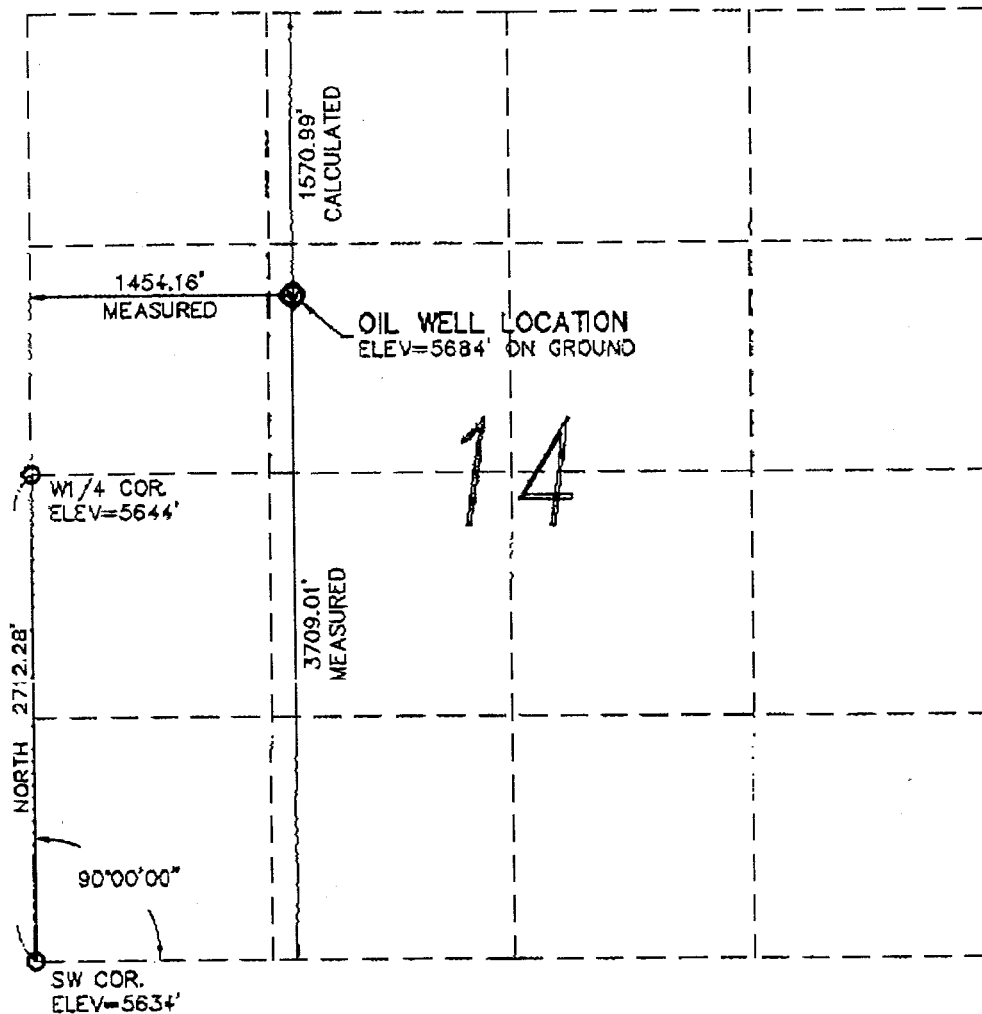 1570.99'
CALCULATED
1454.16'
MEASURED
OIL WELL LOCATION
ELEV=5684' ON GROUND
14
W1/4 COR.
ELEV=5644'
3709.01'
MEASURED
NORTH 2712.28'
90°00'00"
SW COR.
ELEV=5634'